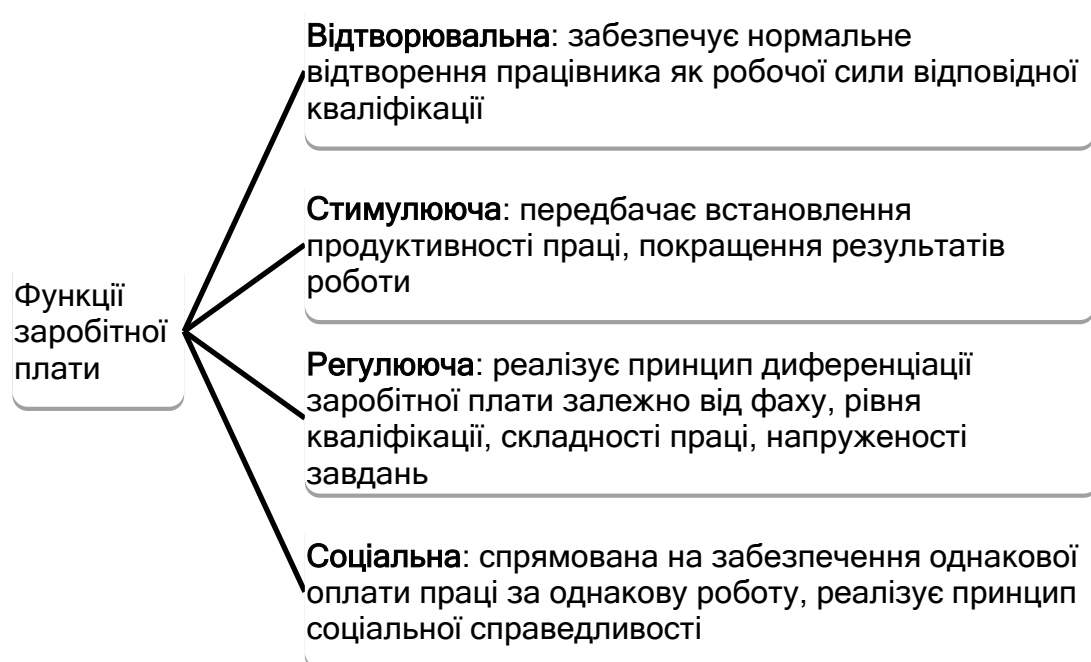 Функції
заробітної
плати
Відтворювальна: забезпечує нормальне
відтворення працівника як робочої сили відповідної
кваліфікації
Стимулююча: передбачає встановлення
продуктивності праці, покращення результатів
роботи
Регулююча: реалізує принцип диференціації
заробітної плати залежно від фаху, рівня
кваліфікації, складності праці, напруженості
завдань
Соціальна: спрямована на забезпечення однакової
оплати праці за однакову роботу, реалізує принцип
соціальної справедливості